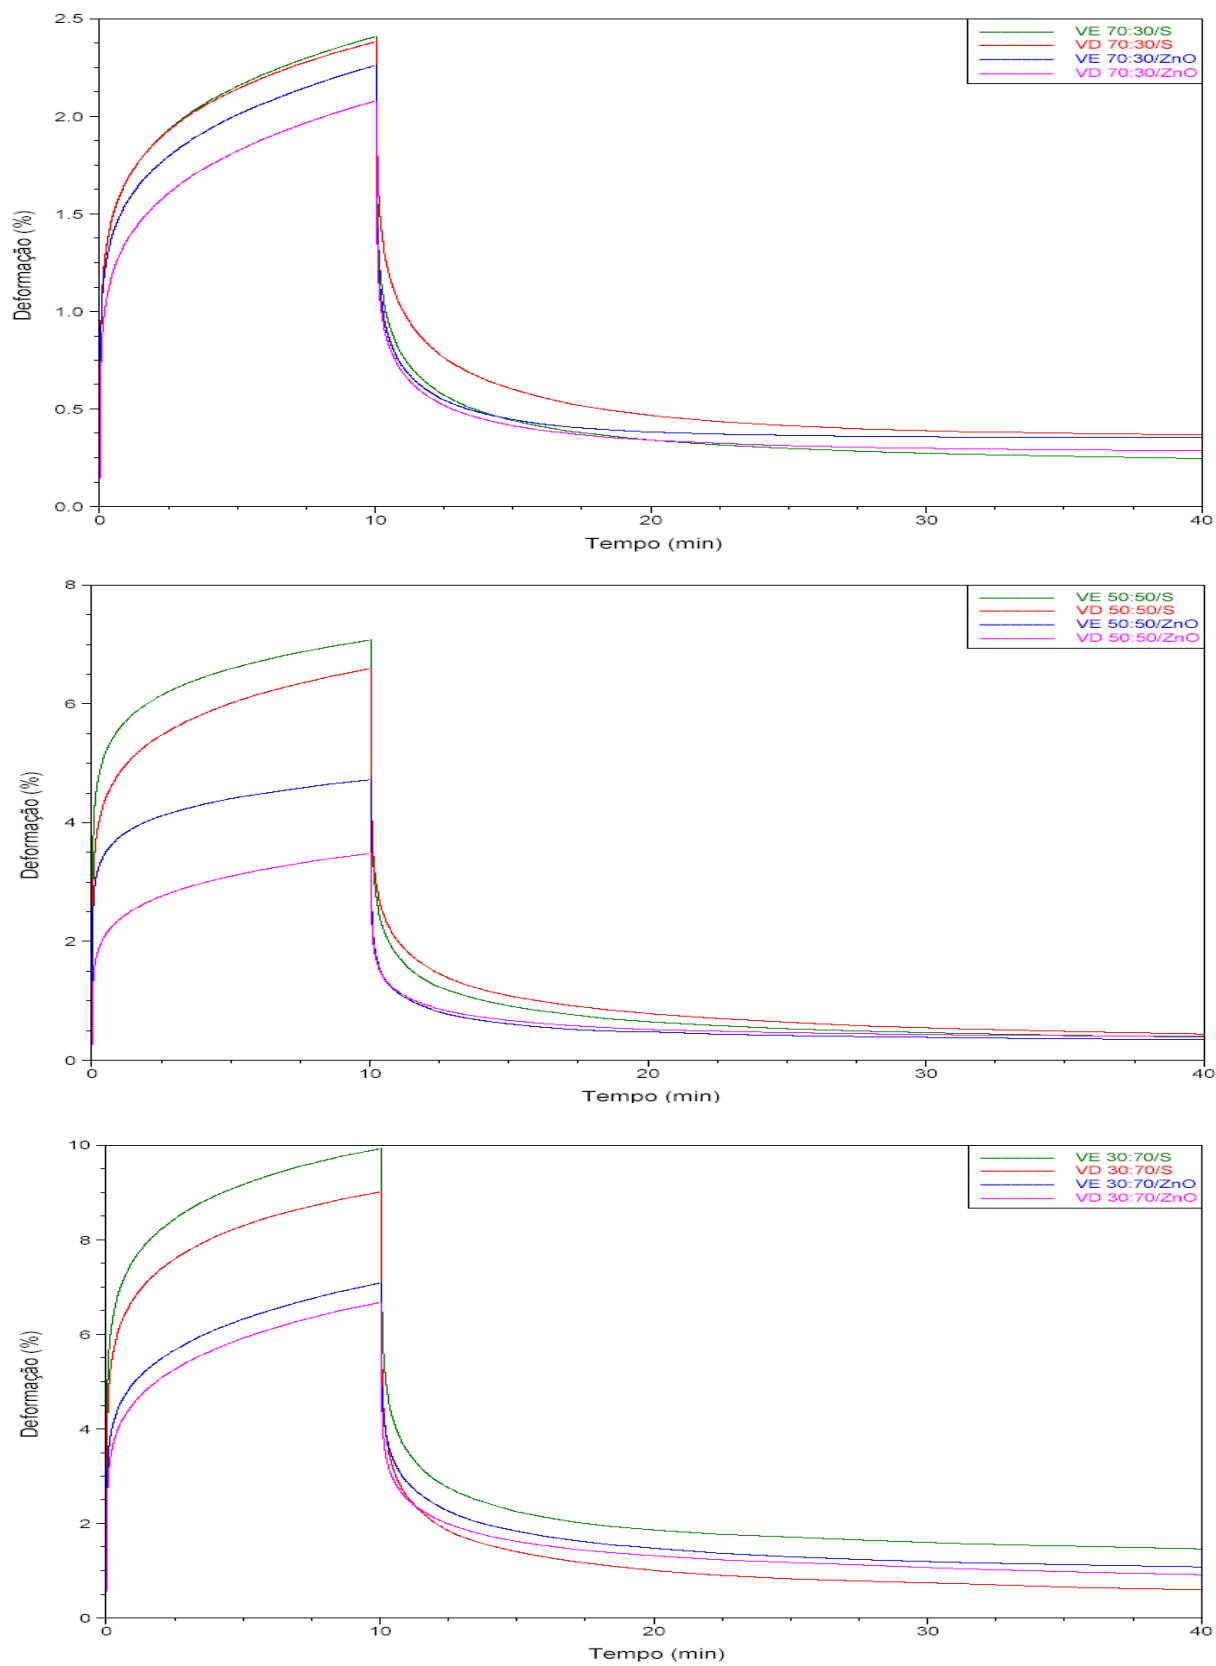 2.5
2.0
1.5
1.0
0.5
0.0
Deformação (%)
VE 70:30/S
VD 70:30/S
VE 70:30/ZnO
VD 70:30/ZnO
0 10 20 30 40
Tempo (min)
8
6
4
2
0
Deformação (%)
VE 50:50/S
VD 50:50/S
VE 50:50/ZnO
VD 50:50/ZnO
0 10 20 30 40
Tempo (min)
10
8
6
4
2
0
Deformação (%)
VE 30:70/S
VD 30:70/S
VE 30:70/ZnO
VD 30:70/ZnO
0 10 20 30 40
Tempo (min)